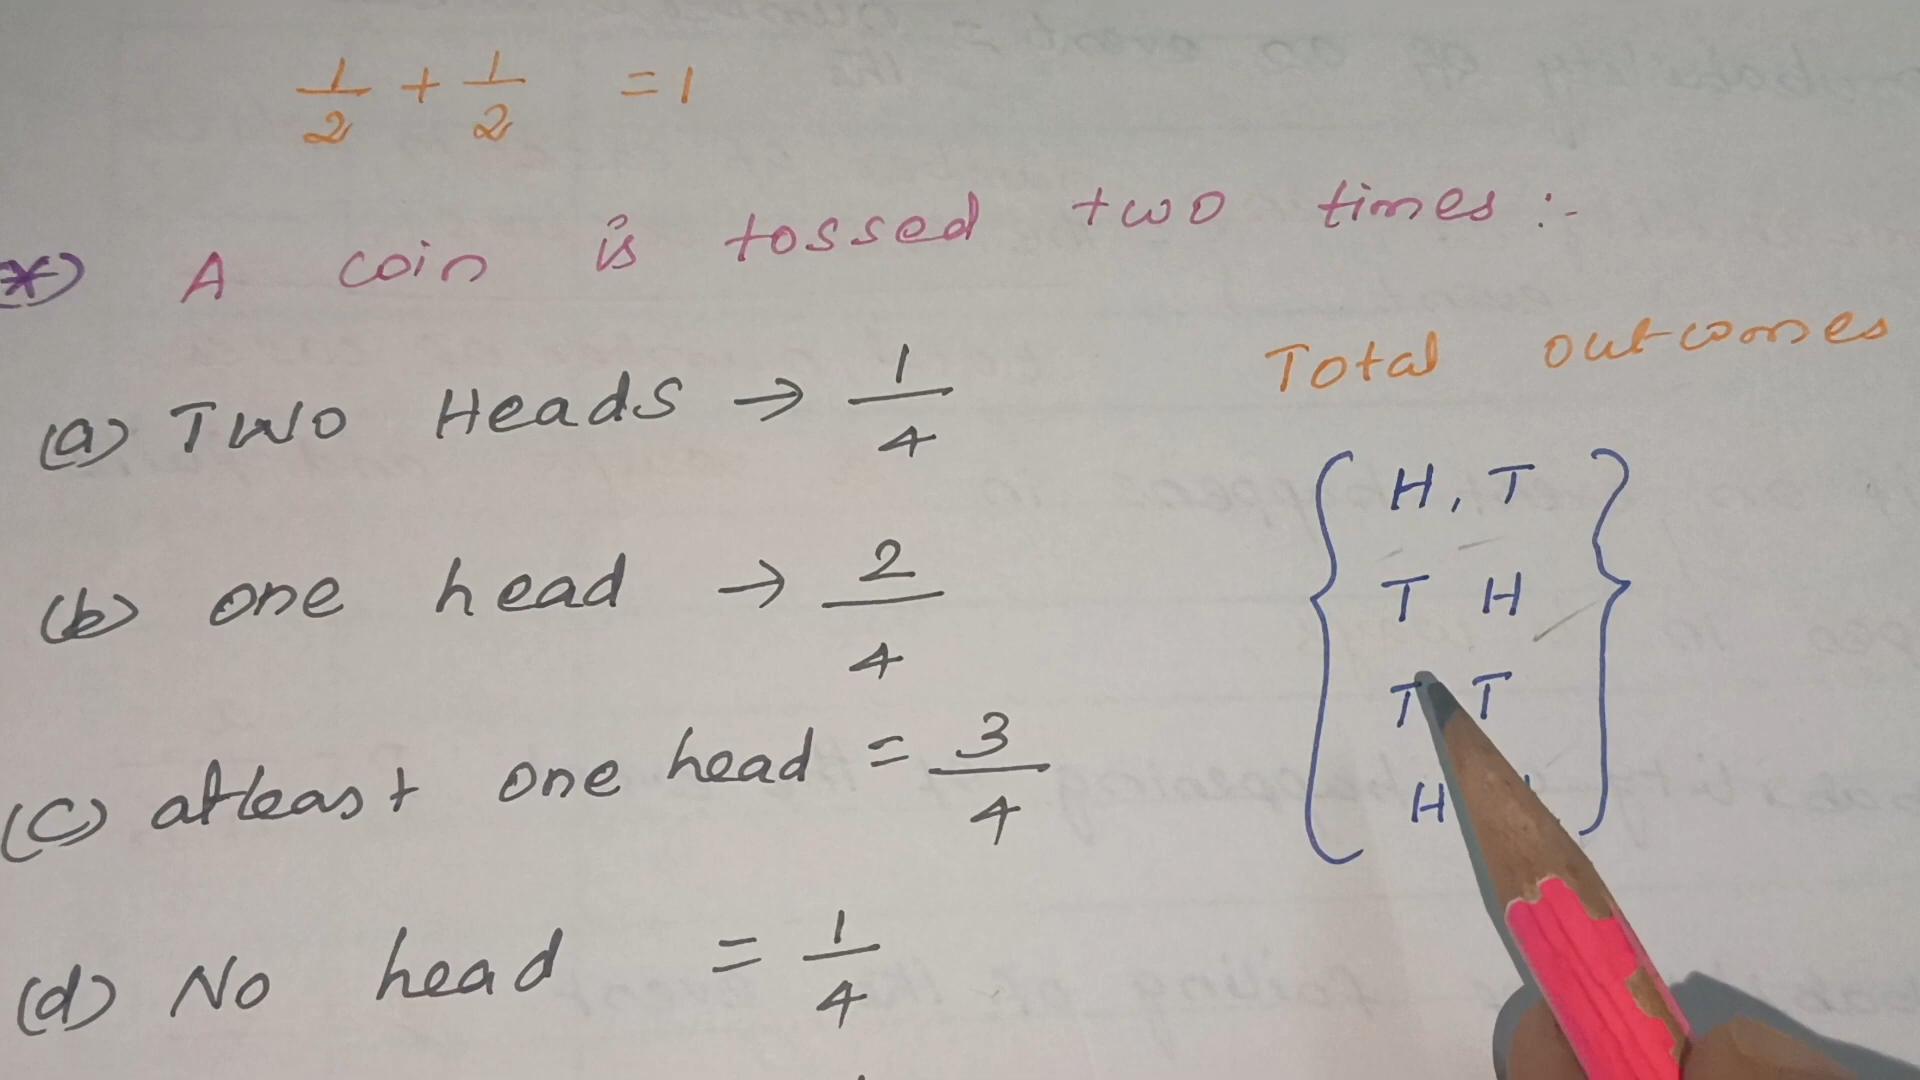 1/2 + 1/2 = 1
*) A coin is tossed two times :-
Total outcomes
(a) Two Heads → 1/4
{ H, T
T H
(b) one head → 2/4
T T
H }
(c) atleast one head = 3/4
(d) No head = 1/4